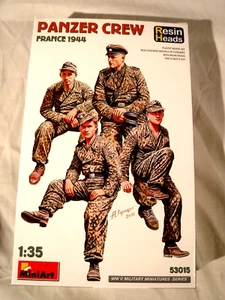 PANZER CREW
FRANCE 1944
Resin
Heads
1:35
MiniArt
53015
WW II MILITARY MINIATURES SERIES